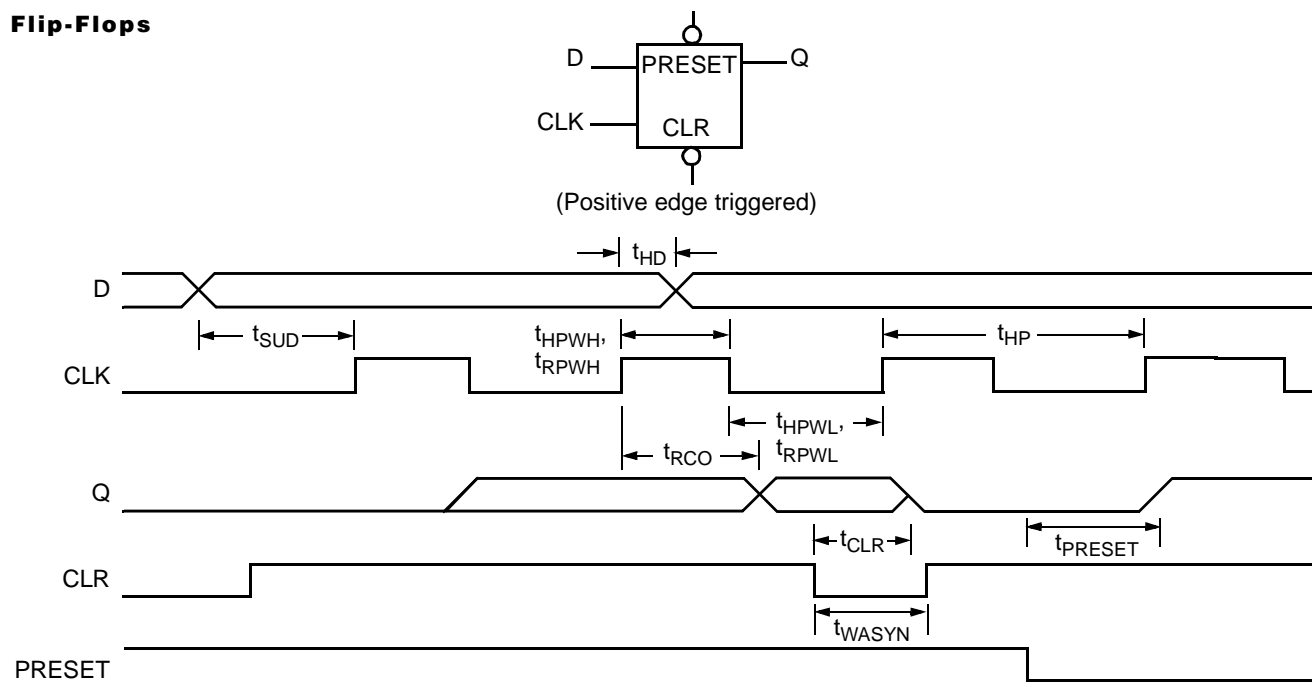 Flip-Flops
D
PRESET
Q
CLK
CLR
(Positive edge triggered)
tHD
D
tSUD
tHPWH,
tRPWH
tHP
CLK
tHPWL,
tRPWL
tRCO
Q
tCLR
tPRESET
CLR
tWASYN
PRESET